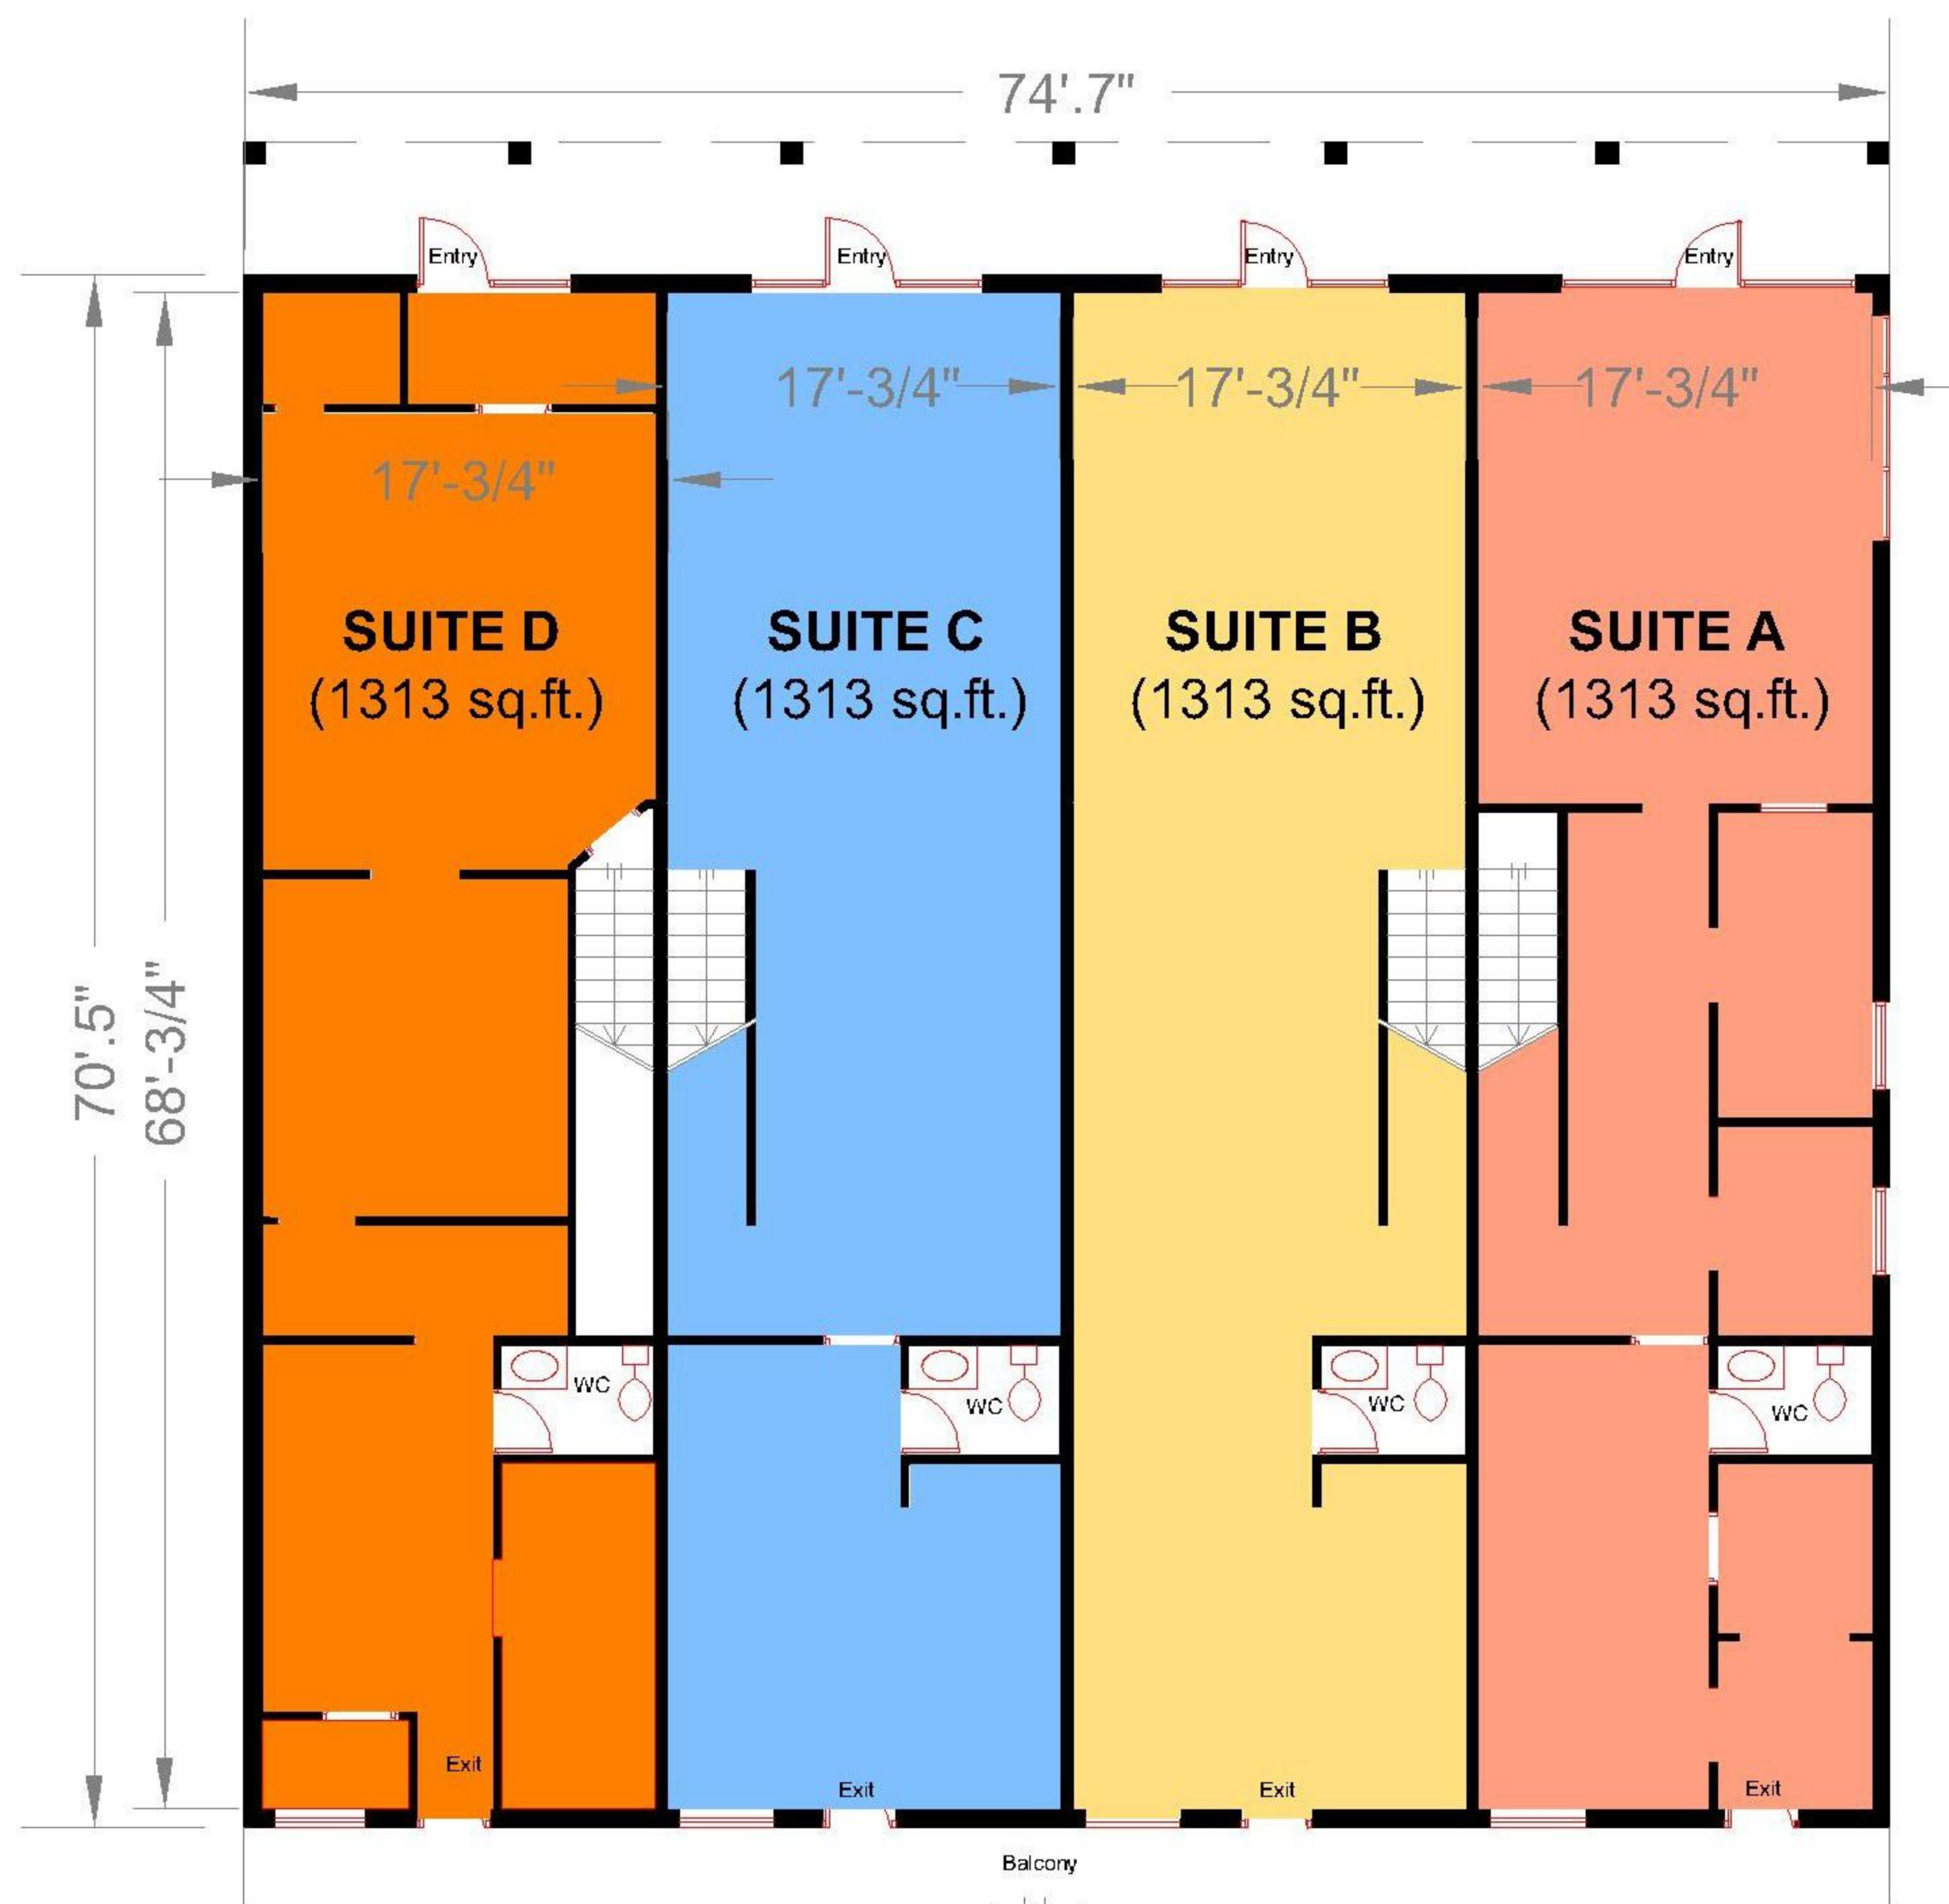 74'.7"
Entry
Entry
Entry
Entry
17'-3/4"
17'-3/4"
17'-3/4"
17'-3/4"
SUITE D
(1313 sq.ft.)
SUITE C
(1313 sq.ft.)
SUITE B
(1313 sq.ft.)
SUITE A
(1313 sq.ft.)
70'.5"
68'-3/4"
WC
WC
WC
WC
Exit
Exit
Exit
Exit
Balcony